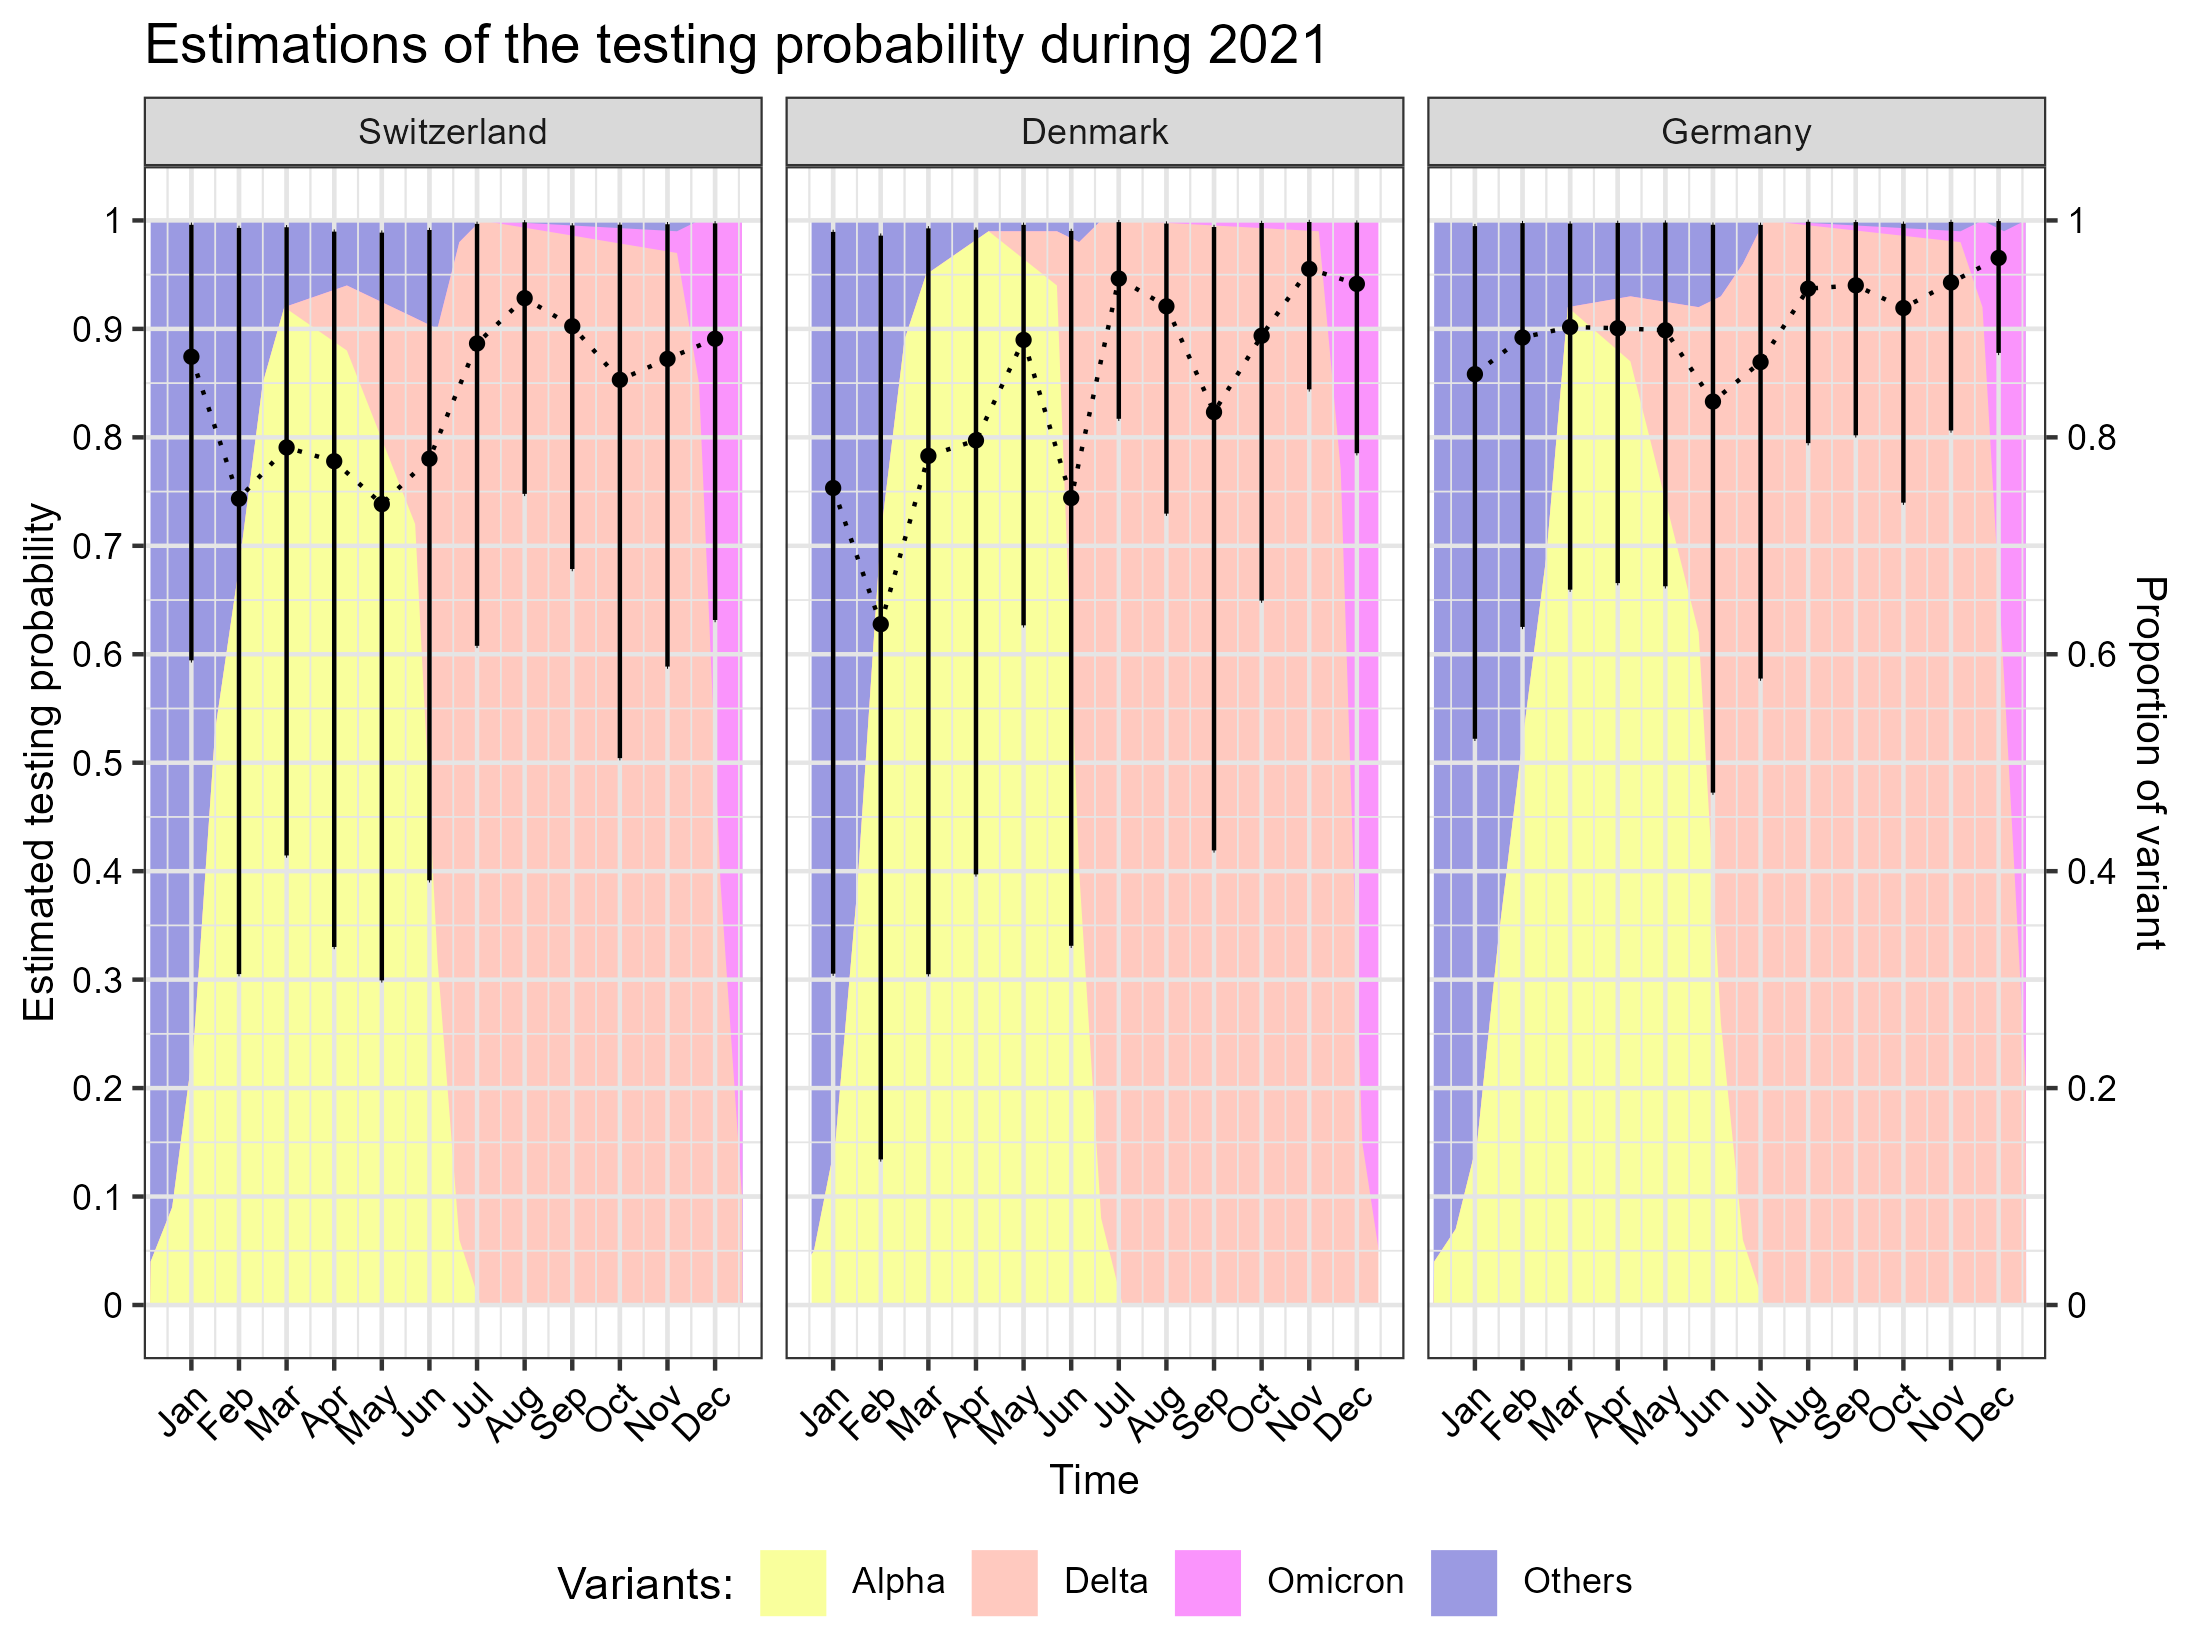 Estimations of the testing probability during 2021
Switzerland Denmark Germany
Estimated testing probability
1
0.9
0.8
0.7
0.6
0.5
0.4
0.3
0.2
0.1
0
1
0.8
0.6
0.4
0.2
0
Proportion of variant
Jan Feb Mar Apr May Jun Jul Aug Sep Oct Nov Dec
Jan Feb Mar Apr May Jun Jul Aug Sep Oct Nov Dec
Jan Feb Mar Apr May Jun Jul Aug Sep Oct Nov Dec
Time
Variants: Alpha Delta Omicron Others